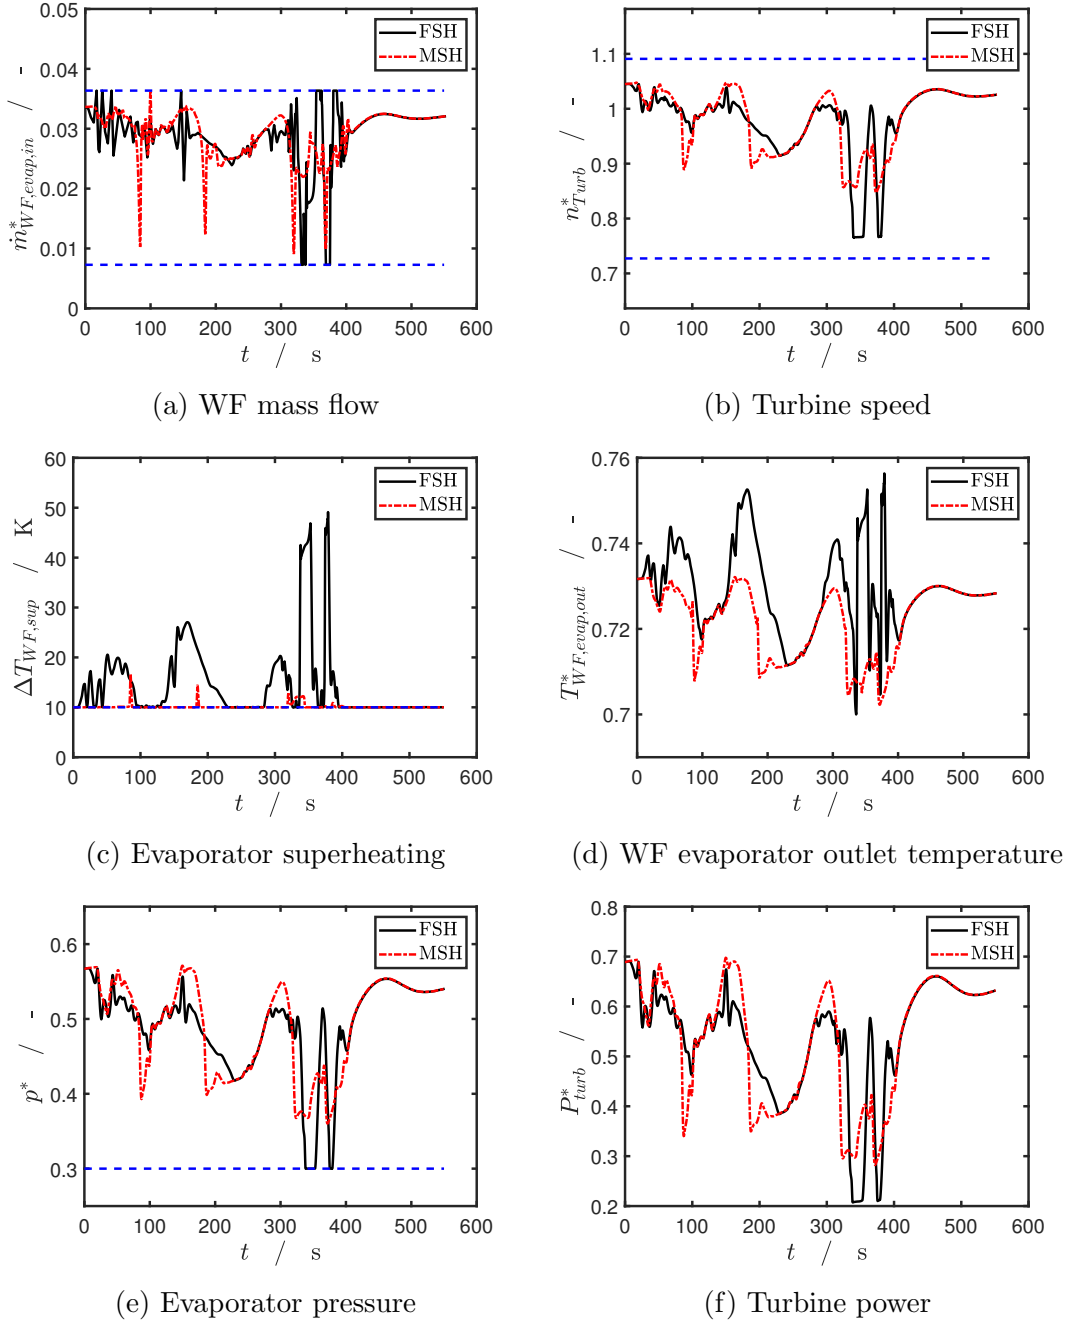 0.05
0.04
0.03
0.02
0.01
0
ṁ*WF,evap,in / -
0 100 200 300 400 500 600
t / s
FSH
MSH
(a) WF mass flow
1.1
1
0.9
0.8
0.7
n*Turb / -
0 100 200 300 400 500 600
t / s
FSH
MSH
(b) Turbine speed
60
50
40
30
20
10
0
ΔTWF,sup / K
0 100 200 300 400 500 600
t / s
FSH
MSH
(c) Evaporator superheating
0.76
0.74
0.72
0.7
T*WF,evap,out / -
0 100 200 300 400 500 600
t / s
FSH
MSH
(d) WF evaporator outlet temperature
0.6
0.5
0.4
0.3
p* / -
0 100 200 300 400 500 600
t / s
FSH
MSH
(e) Evaporator pressure
0.8
0.7
0.6
0.5
0.4
0.3
0.2
P*turb / -
0 100 200 300 400 500 600
t / s
FSH
MSH
(f) Turbine power